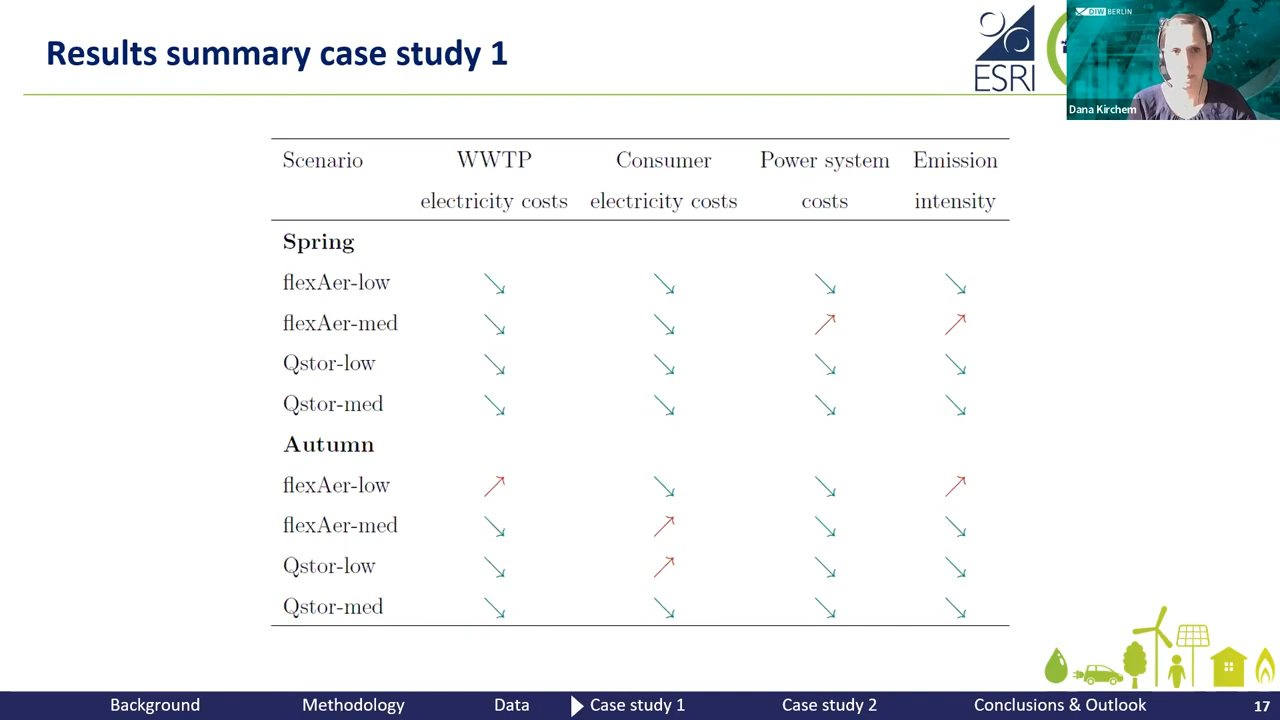 Results summary case study 1
ESRI
DIW BERLIN
Dana Kirchem
Scenario WWTP Consumer Power system Emission
electricity costs electricity costs costs intensity
Spring
flexAer-low
flexAer-med
Qstor-low
Qstor-med
Autumn
flexAer-low
flexAer-med
Qstor-low
Qstor-med
Background Methodology Data Case study 1 Case study 2 Conclusions & Outlook 17